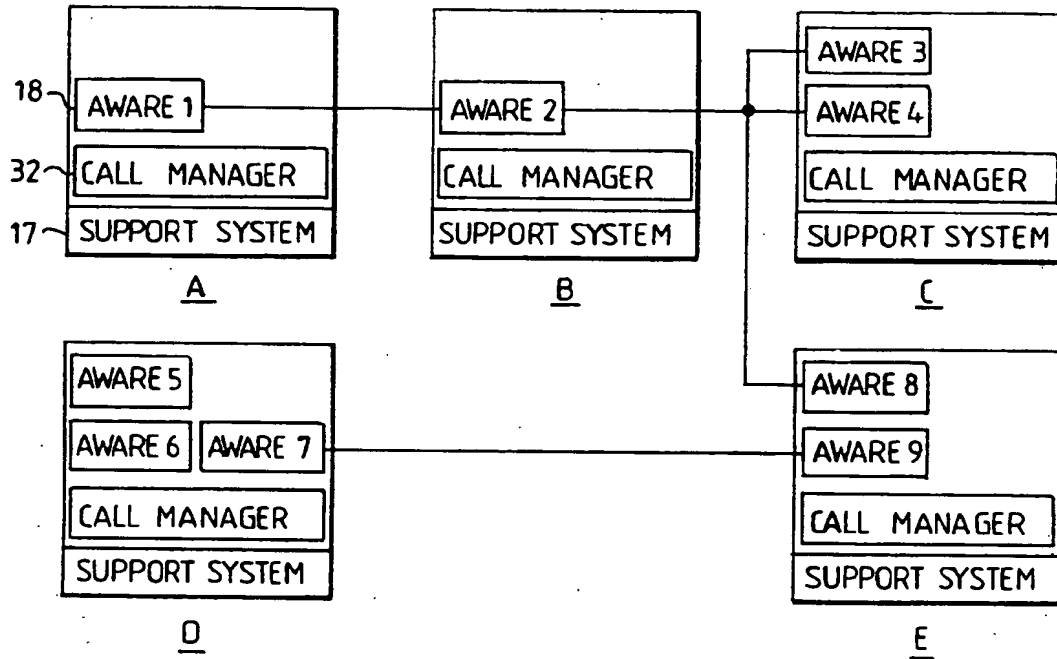 18 AWARE 1
32 CALL MANAGER
17 SUPPORT SYSTEM
A
AWARE 2
CALL MANAGER
SUPPORT SYSTEM
B
AWARE 3
AWARE 4
CALL MANAGER
SUPPORT SYSTEM
C
AWARE 5
AWARE 6 AWARE 7
CALL MANAGER
SUPPORT SYSTEM
D
AWARE 8
AWARE 9
CALL MANAGER
SUPPORT SYSTEM
E